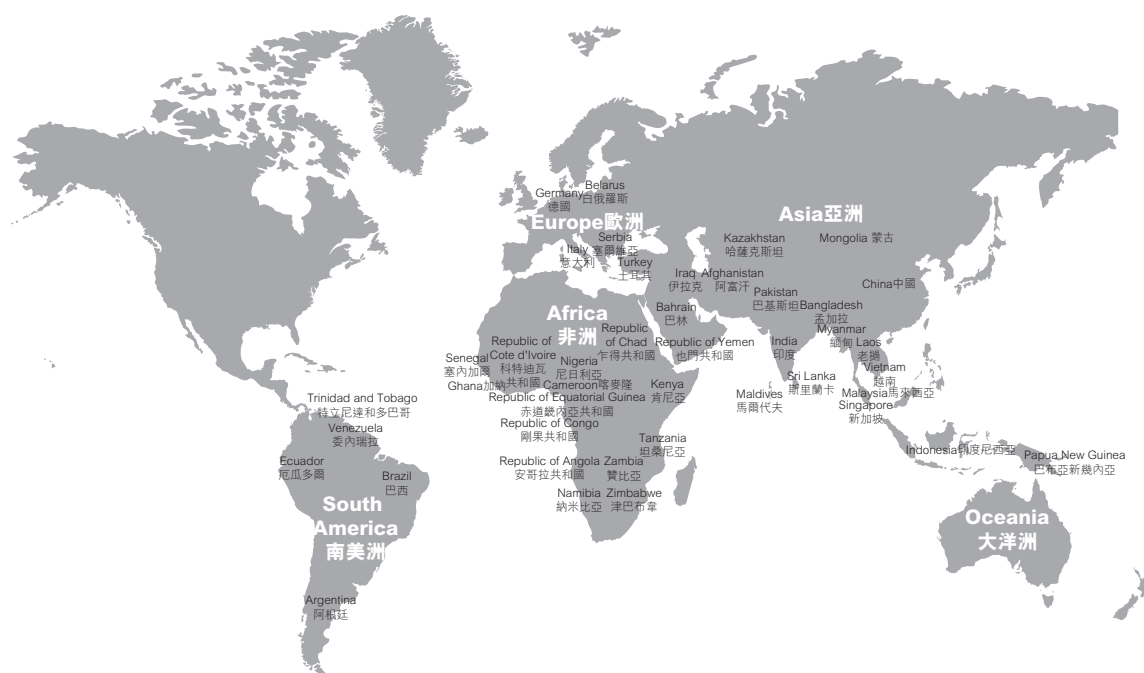 Germany
德國
Belarus
白俄羅斯
Europe歐洲
Serbia
塞爾維亞
Italy
意大利
Turkey
土耳其
Asia亞洲
Kazakhstan
哈薩克斯坦
Mongolia 蒙古
Iraq
伊拉克
Afghanistan
阿富汗
China中國
Pakistan
巴基斯坦
Bangladesh
孟加拉
Bahrain
巴林
Myanmar
緬甸
Republic of Yemen
也門共和國
India
印度
Laos
老撾
Vietnam
越南
Sri Lanka
斯里蘭卡
Maldives
馬爾代夫
Malaysia馬來西亞
Singapore
新加坡
Indonesia印度尼西亞
Africa
非洲
Republic
of Chad
乍得共和國
Republic of
Cote d'Ivoire
科特迪瓦
共和國
Senegal
塞內加爾
Nigeria
尼日利亞
Ghana加納
Cameroon喀麥隆
Kenya
肯尼亞
Republic of Equatorial Guinea
赤道畿內亞共和國
Republic of Congo
剛果共和國
Tanzania
坦桑尼亞
Republic of Angola
安哥拉共和國
Zambia
贊比亞
Namibia
納米比亞
Zimbabwe
津巴布韋
Trinidad and Tobago
特立尼達和多巴哥
Venezuela
委內瑞拉
Ecuador
厄瓜多爾
Brazil
巴西
South
America
南美洲
Argentina
阿根廷
Papua New Guinea
巴布亞新幾內亞
Oceania
大洋洲